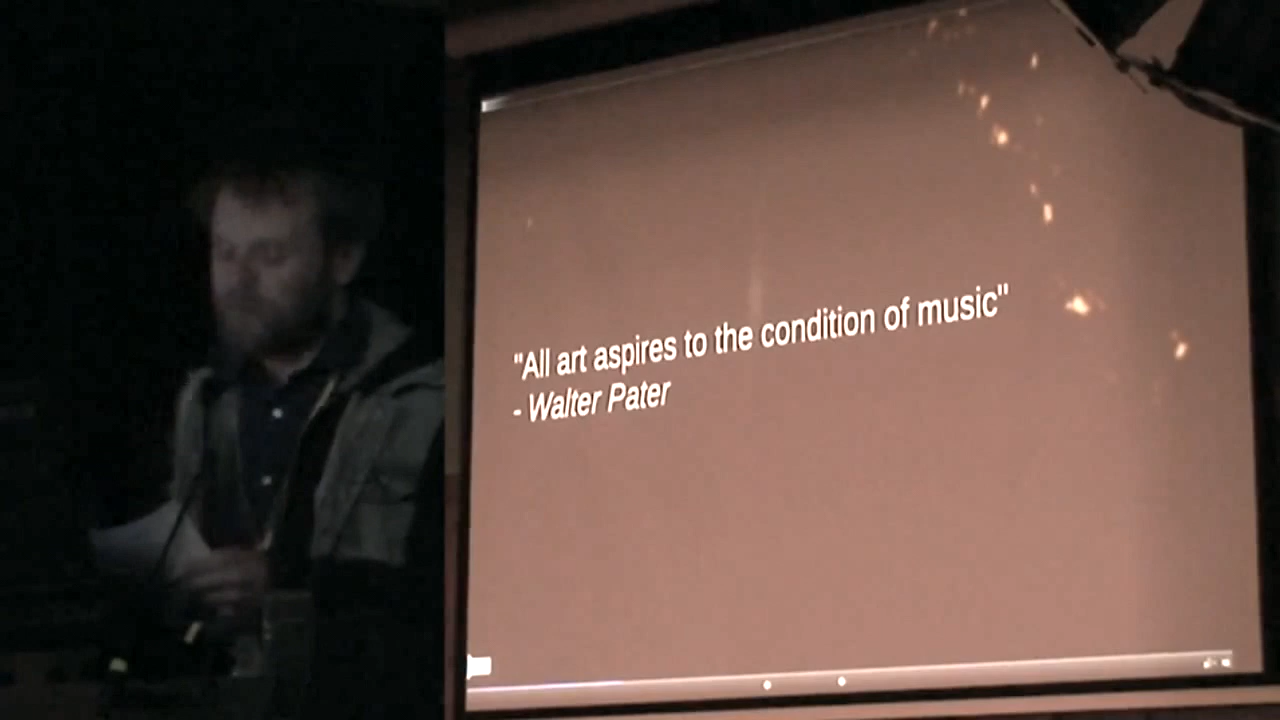 "All art aspires to the condition of music"
- Walter Pater